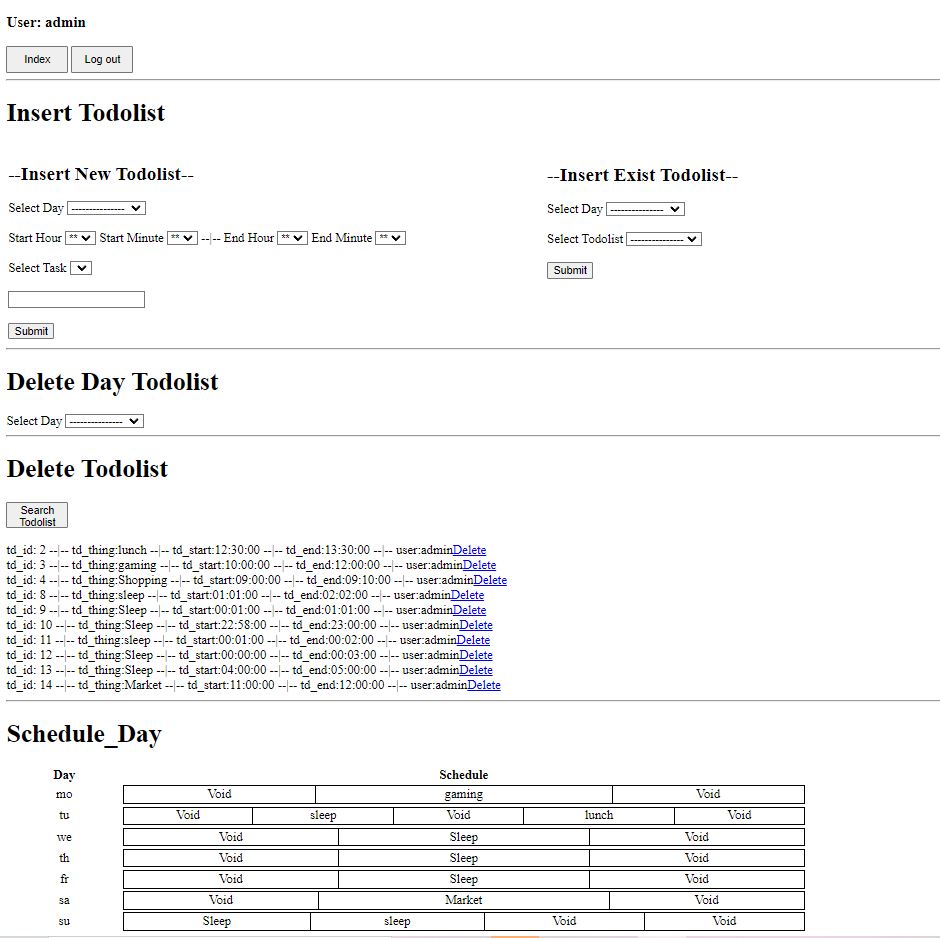 User: admin
Index Log out
Insert Todolist
--Insert New Todolist--
Select Day ---------------
Start Hour ** Start Minute ** --|-- End Hour ** End Minute **
Select Task
Submit
--Insert Exist Todolist--
Select Day ---------------
Select Todolist ---------------
Submit
Delete Day Todolist
Select Day ---------------
Delete Todolist
Search
Todolist
td_id: 2 --|-- td_thing:lunch --|-- td_start:12:30:00 --|-- td_end:13:30:00 --|-- user:adminDelete
td_id: 3 --|-- td_thing:gaming --|-- td_start:10:00:00 --|-- td_end:12:00:00 --|-- user:adminDelete
td_id: 4 --|-- td_thing:Shopping --|-- td_start:09:00:00 --|-- td_end:09:10:00 --|-- user:adminDelete
td_id: 8 --|-- td_thing:sleep --|-- td_start:01:01:00 --|-- td_end:02:02:00 --|-- user:adminDelete
td_id: 9 --|-- td_thing:Sleep --|-- td_start:00:01:00 --|-- td_end:01:01:00 --|-- user:adminDelete
td_id: 10 --|-- td_thing:Sleep --|-- td_start:22:58:00 --|-- td_end:23:00:00 --|-- user:adminDelete
td_id: 11 --|-- td_thing:sleep --|-- td_start:00:01:00 --|-- td_end:00:02:00 --|-- user:adminDelete
td_id: 12 --|-- td_thing:Sleep --|-- td_start:00:00:00 --|-- td_end:00:03:00 --|-- user:adminDelete
td_id: 13 --|-- td_thing:Sleep --|-- td_start:04:00:00 --|-- td_end:05:00:00 --|-- user:adminDelete
td_id: 14 --|-- td_thing:Market --|-- td_start:11:00:00 --|-- td_end:12:00:00 --|-- user:adminDelete
Schedule_Day
Day Schedule
mo Void gaming Void
tu Void sleep Void lunch Void
we Void Sleep Void
th Void Sleep Void
fr Void Sleep Void
sa Void Market Void
su Sleep sleep Void Void